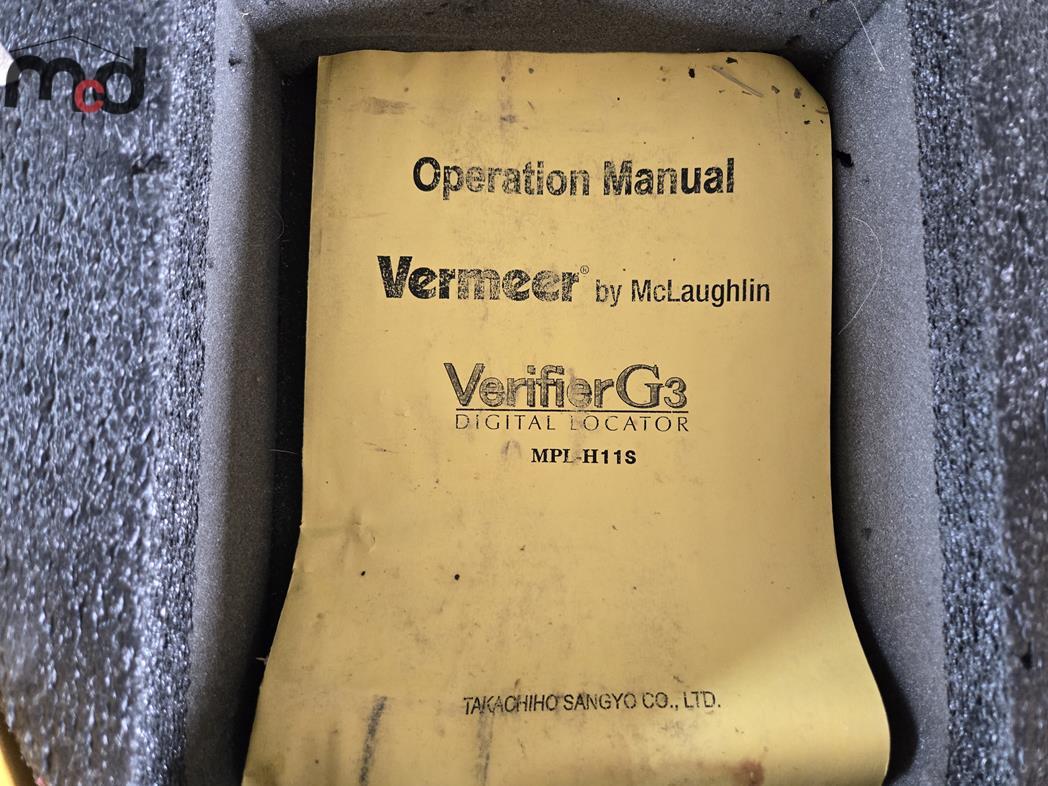 mcd
Operation Manual
Vermeer® by McLaughlin
VerifierG3
DIGITAL LOCATOR
MPL-H11S
TAKACHIHO SANGYO CO., LTD.